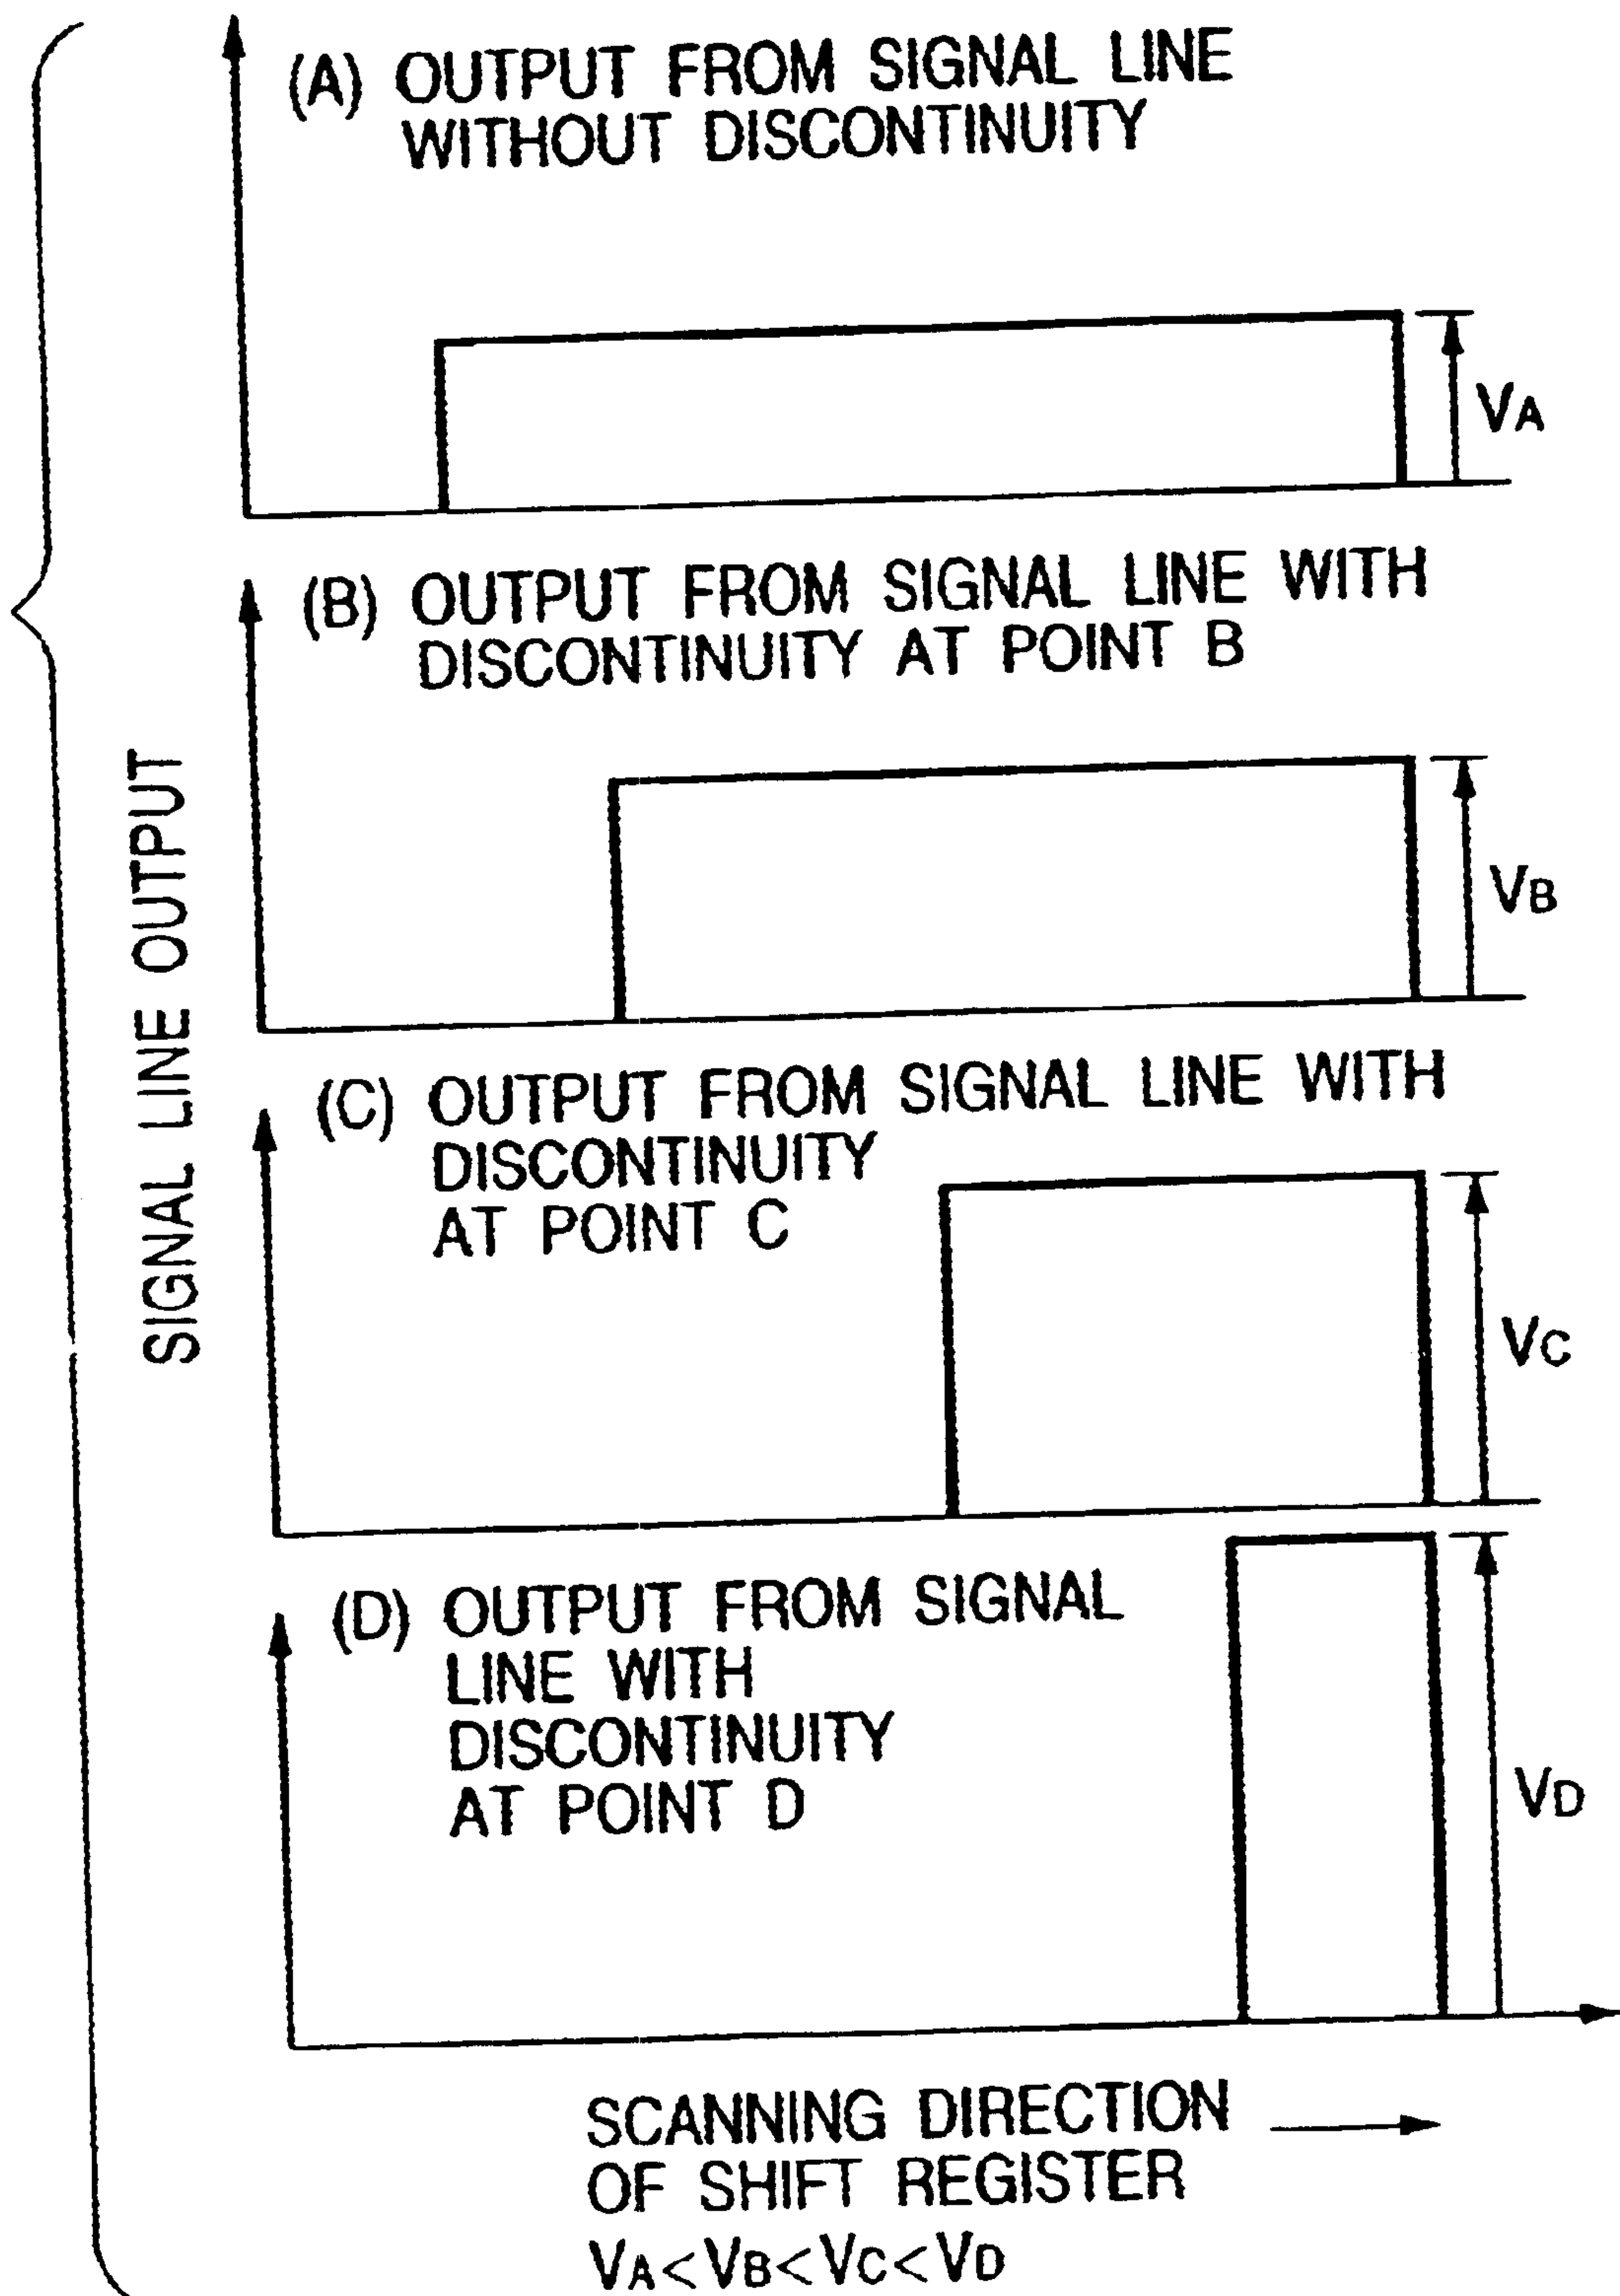 (A) OUTPUT FROM SIGNAL LINE
WITHOUT DISCONTINUITY
VA
(B) OUTPUT FROM SIGNAL LINE WITH
DISCONTINUITY AT POINT B
VB
SIGNAL LINE OUTPUT
(C) OUTPUT FROM SIGNAL LINE WITH
DISCONTINUITY
AT POINT C
VC
(D) OUTPUT FROM SIGNAL
LINE WITH
DISCONTINUITY
AT POINT D
VD
SCANNING DIRECTION
OF SHIFT REGISTER
VA<VB<VC<VD